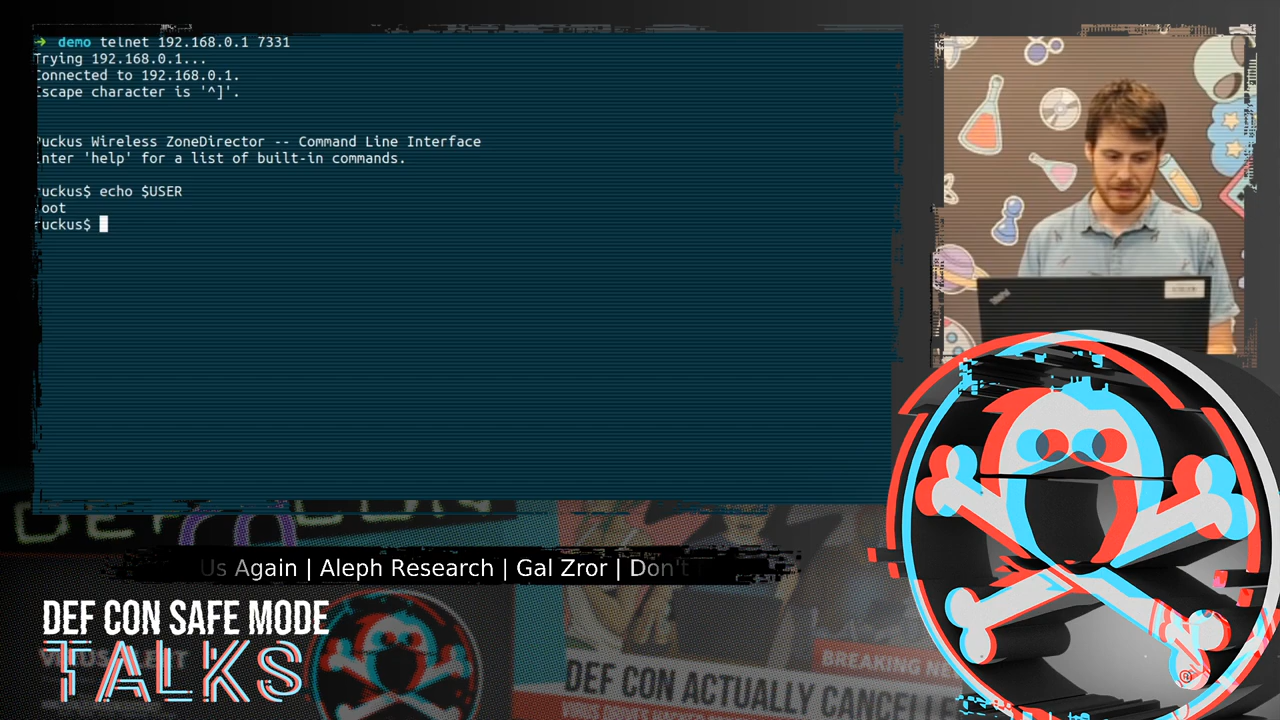 ➜ demo telnet 192.168.0.1 7331
Trying 192.168.0.1...
Connected to 192.168.0.1.
Escape character is '^]'.
Ruckus Wireless ZoneDirector -- Command Line Interface
Enter 'help' for a list of built-in commands.
ruckus$ echo $USER
root
ruckus$
Us Again | Aleph Research | Gal Zror | Don't
DEF CON SAFE MODE
TALKS
DEF CON
DEF CON ACTUALLY CANCELLE
BREAKING NE